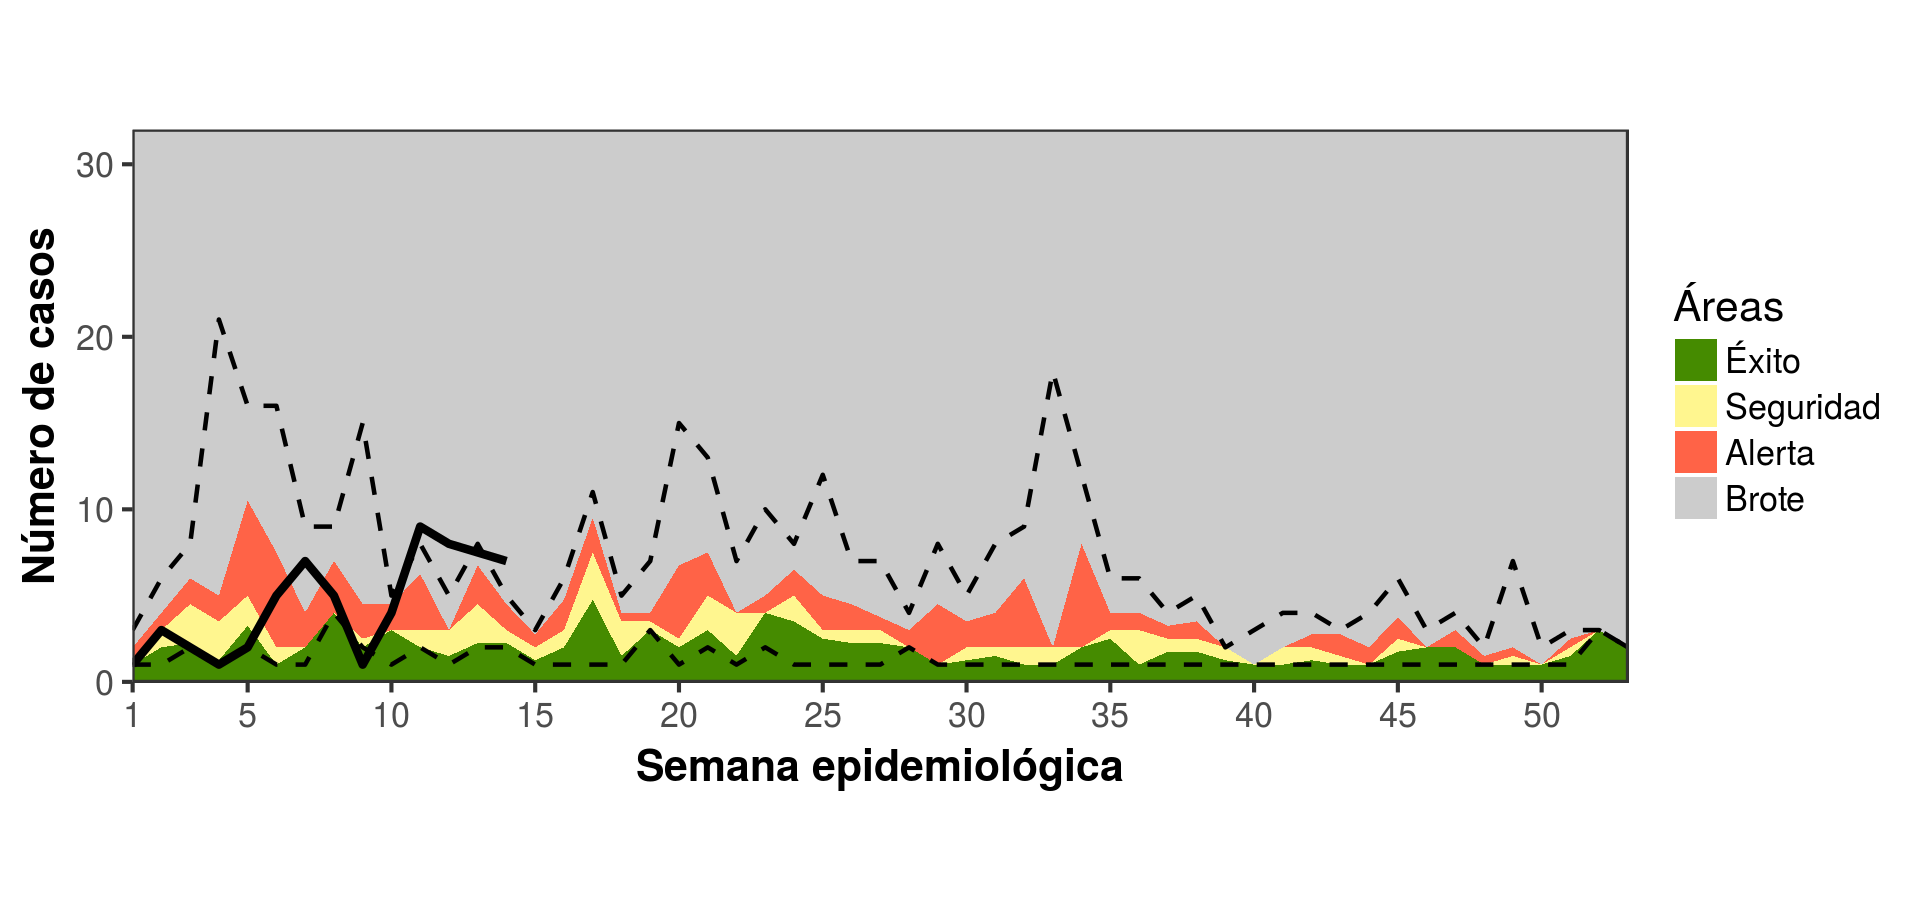 Número de casos
30
20
10
0
1 5 10 15 20 25 30 35 40 45 50
Semana epidemiológica
Áreas
Éxito
Seguridad
Alerta
Brote